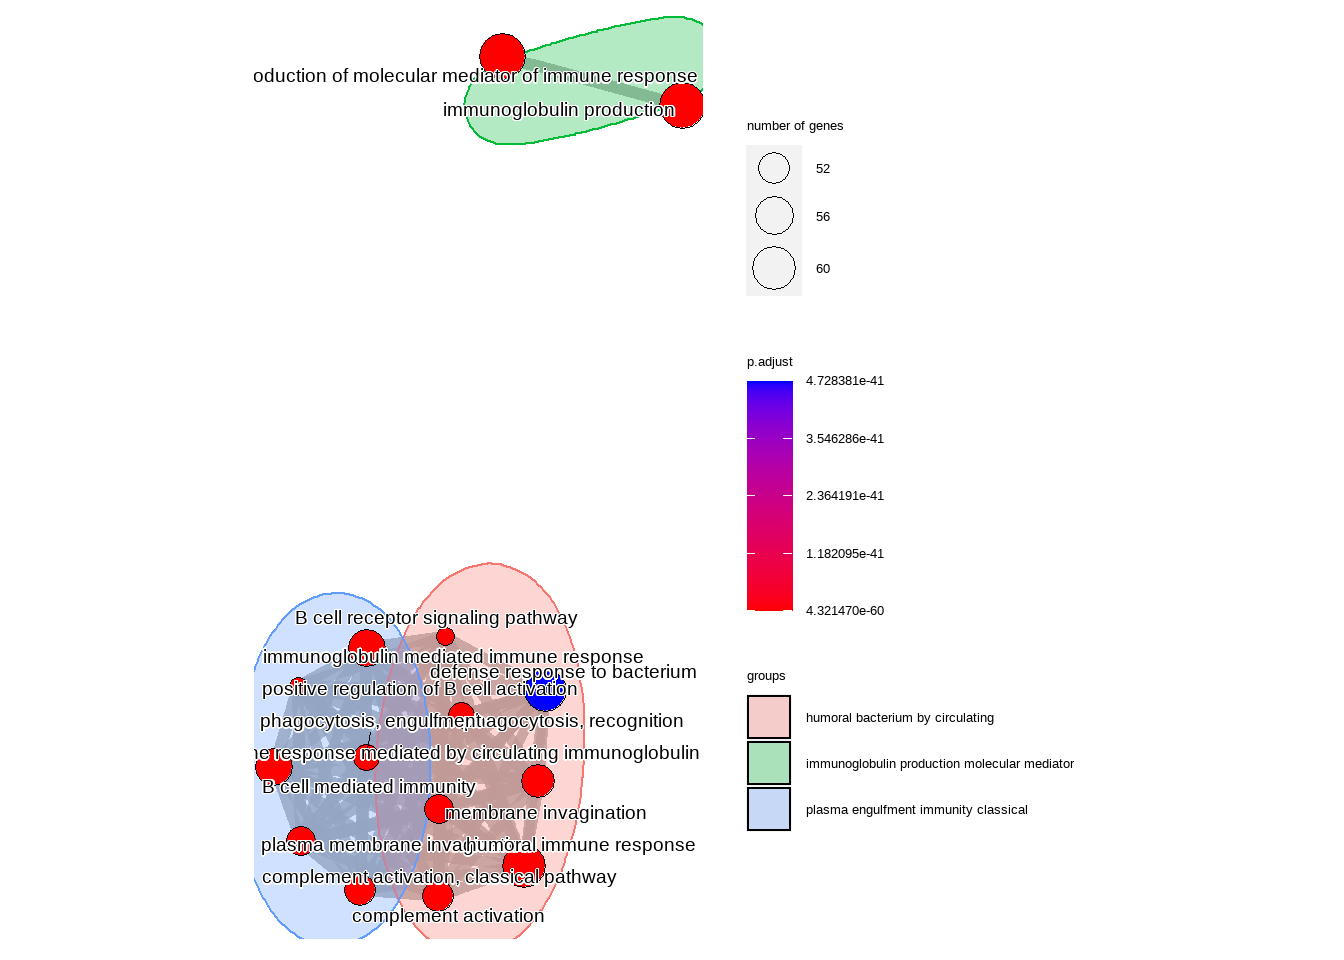 oduction of molecular mediator of immune response
immunoglobulin production
number of genes
52
56
60
p.adjust
4.728381e-41
3.546286e-41
2.364191e-41
1.182095e-41
4.321470e-60
B cell receptor signaling pathway
immunoglobulin mediated immune response
defense response to bacterium
positive regulation of B cell activation
phagocytosis, engulfment
agocytosis, recognition
ne response mediated by circulating immunoglobulin
B cell mediated immunity
membrane invagination
plasma membrane inva
humoral immune response
complement activation, classical pathway
complement activation
groups
humoral bacterium by circulating
immunoglobulin production molecular mediator
plasma engulfment immunity classical